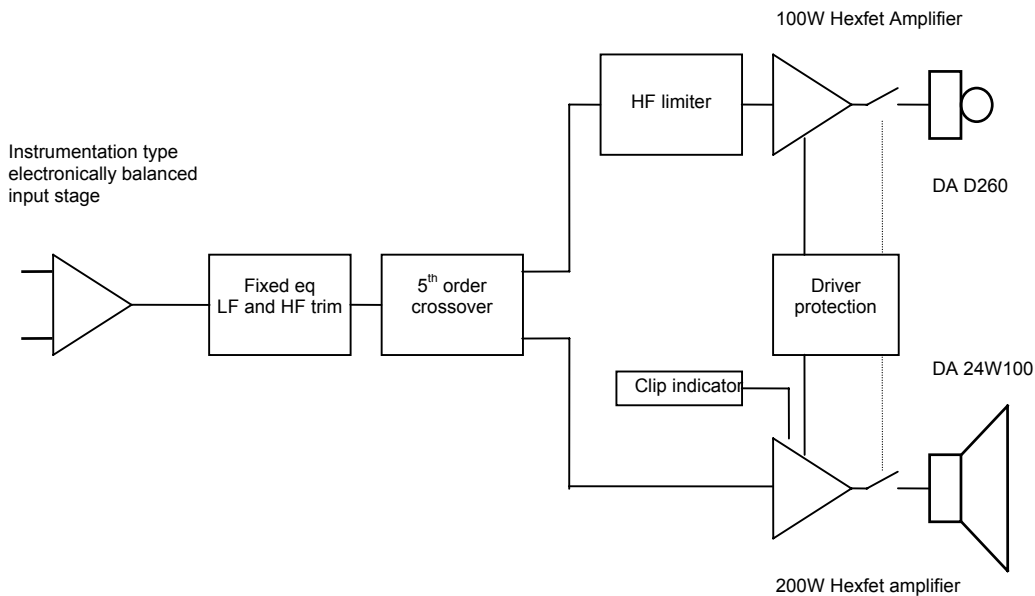 100W Hexfet Amplifier
HF limiter
Instrumentation type
electronically balanced
input stage
DA D260
Fixed eq
LF and HF trim
5th order
crossover
Driver
protection
DA 24W100
Clip indicator
200W Hexfet amplifier